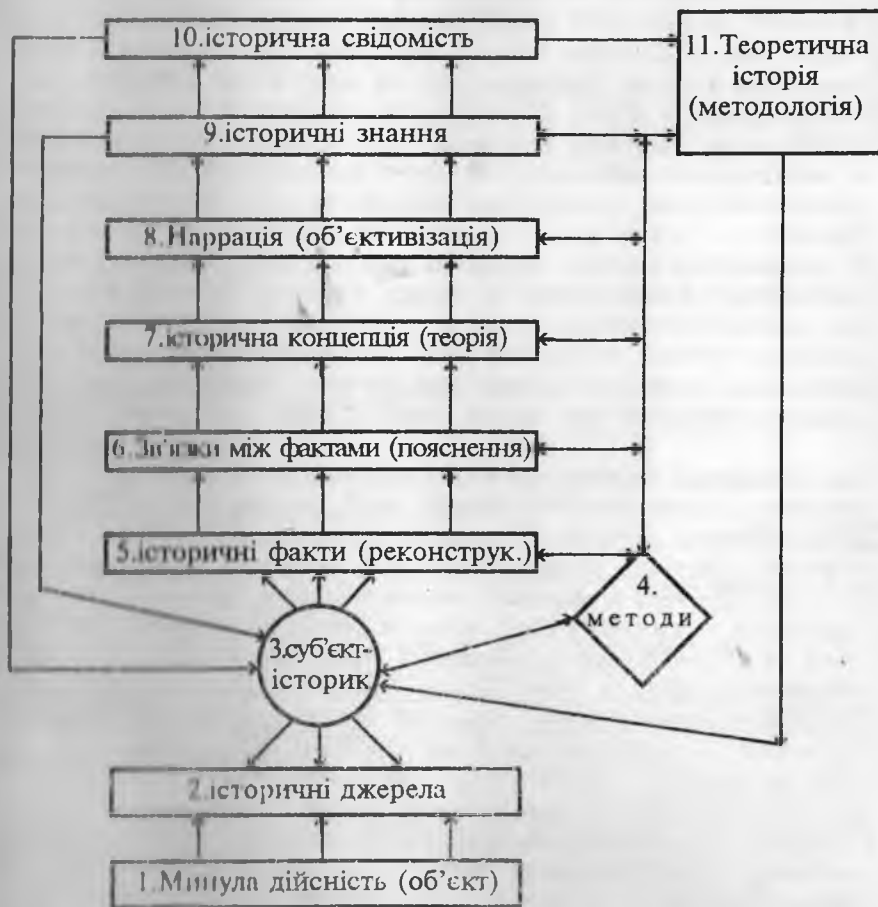 10.історична свідомість
11.Теоретична
історія
(методологія)
9.історичні знання
8.Наррація (об'єктивізація)
7.історична концепція (теорія)
6.Зв'язки між фактами (пояснення)
5.історичні факти (реконструк.)
4.
методи
3.суб'єкт-
історик
2.історичні джерела
1.Минула дійсність (об'єкт)